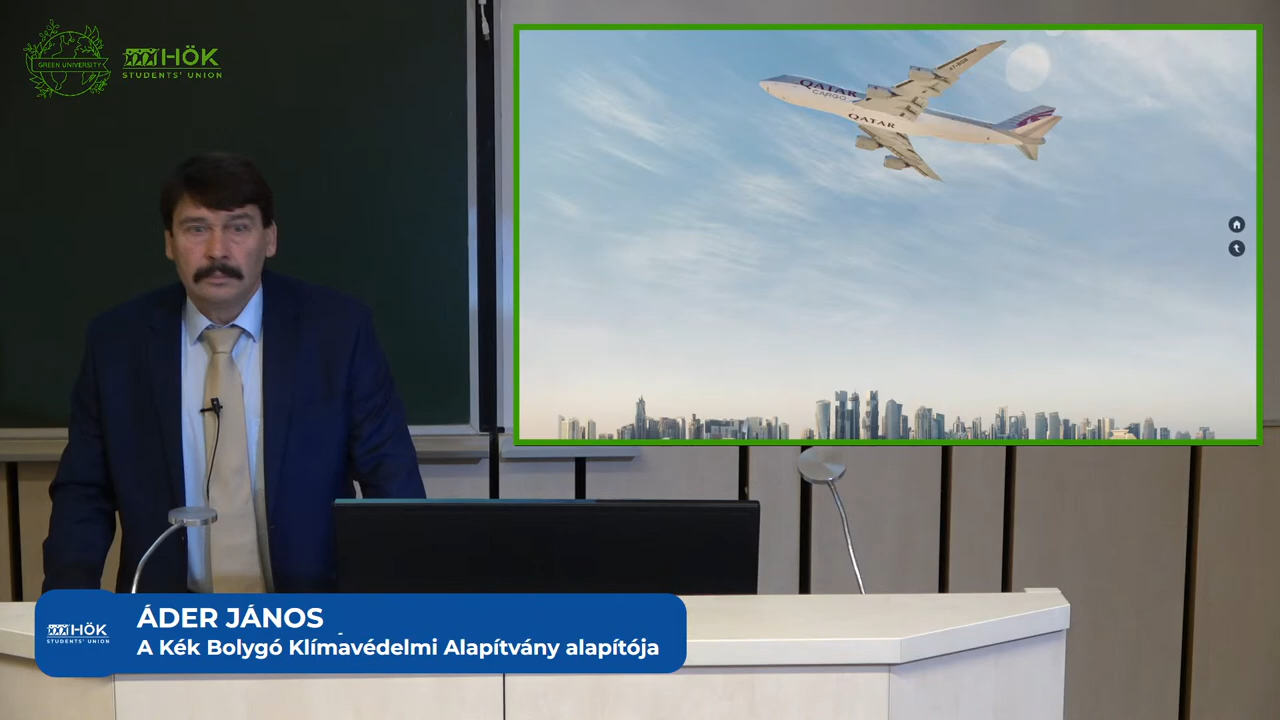 GREEN UNIVERSITY
HÖK
STUDENTS' UNION
QATAR
CARGO
QATAR
HÖK
STUDENTS' UNION
ÁDER JÁNOS
A Kék Bolygó Klímavédelmi Alapítvány alapítója